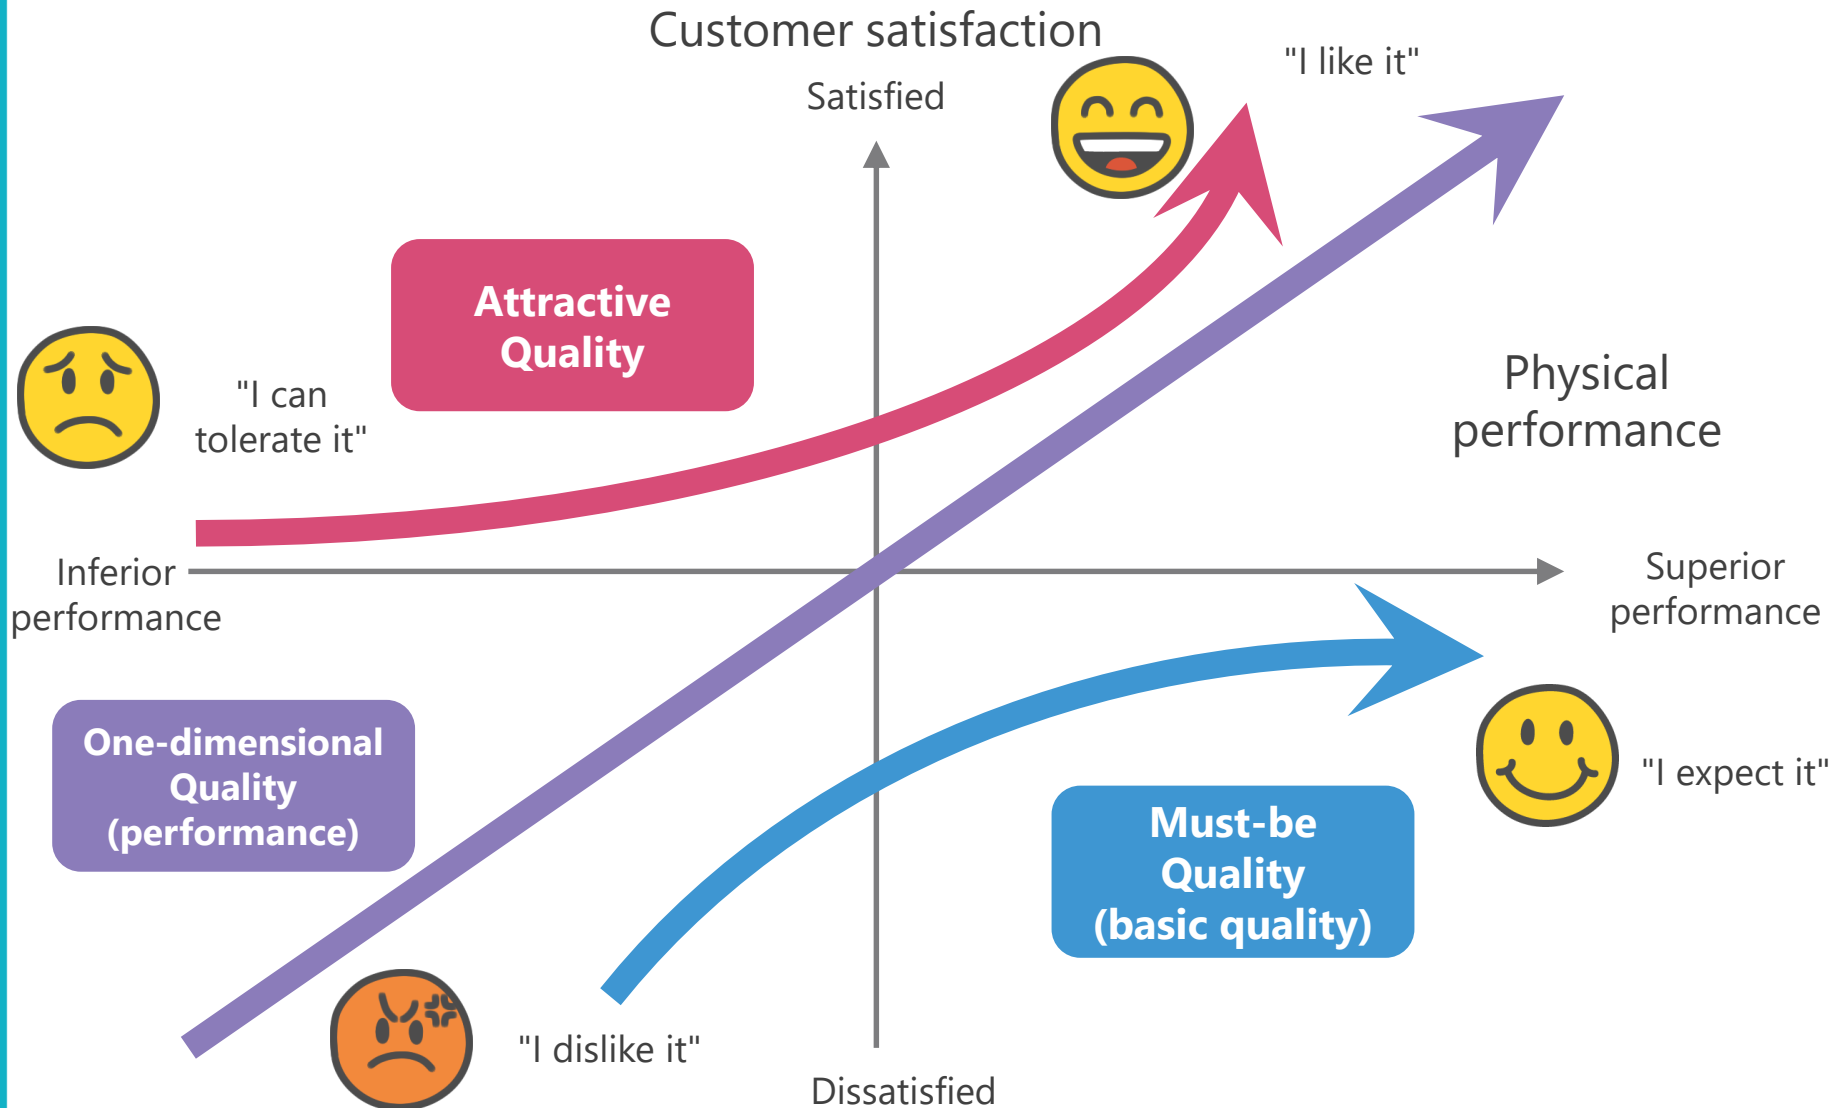 Customer satisfaction
"I like it"
Satisfied
Attractive
Quality
"I can
tolerate it"
Physical
performance
Inferior
performance
Superior
performance
One-dimensional
Quality
(performance)
"I expect it"
Must-be
Quality
(basic quality)
"I dislike it"
Dissatisfied